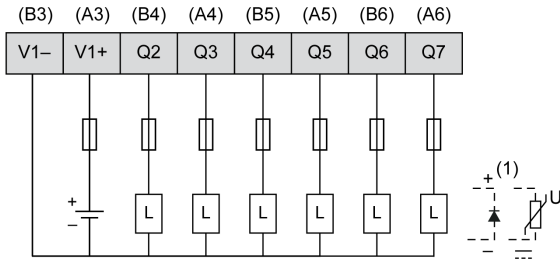 (B3) (A3) (B4) (A4) (B5) (A5) (B6) (A6)
V1– V1+ Q2 Q3 Q4 Q5 Q6 Q7
+ (1)
U
+
–
L L L L L L
–